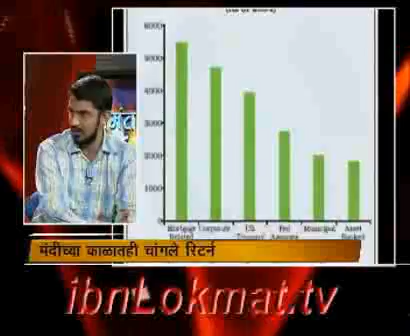 6000
5000
4000
3000
2000
1000
0
Mortgage Related
Corporate
US Treasury
Fed Agencies
Municipal
Asset Backed
मंदीच्या काळातही चांगले रिटर्न
ibnLokmat.tv